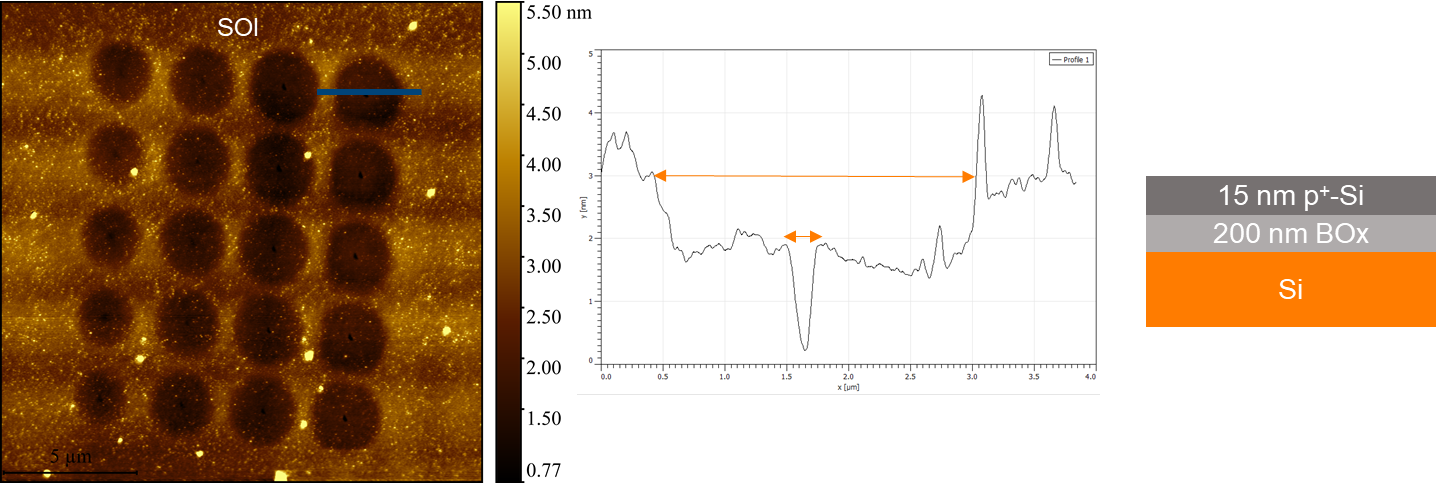 SOI
5 μm
5.50 nm
5.00
4.50
4.00
3.50
3.00
2.50
2.00
1.50
0.77
Profile 1
5
4
3
2
1
0
y [nm]
0.0 0.5 1.0 1.5 2.0 2.5 3.0 3.5 4.0
x [μm]
15 nm p⁺-Si
200 nm BOx
Si